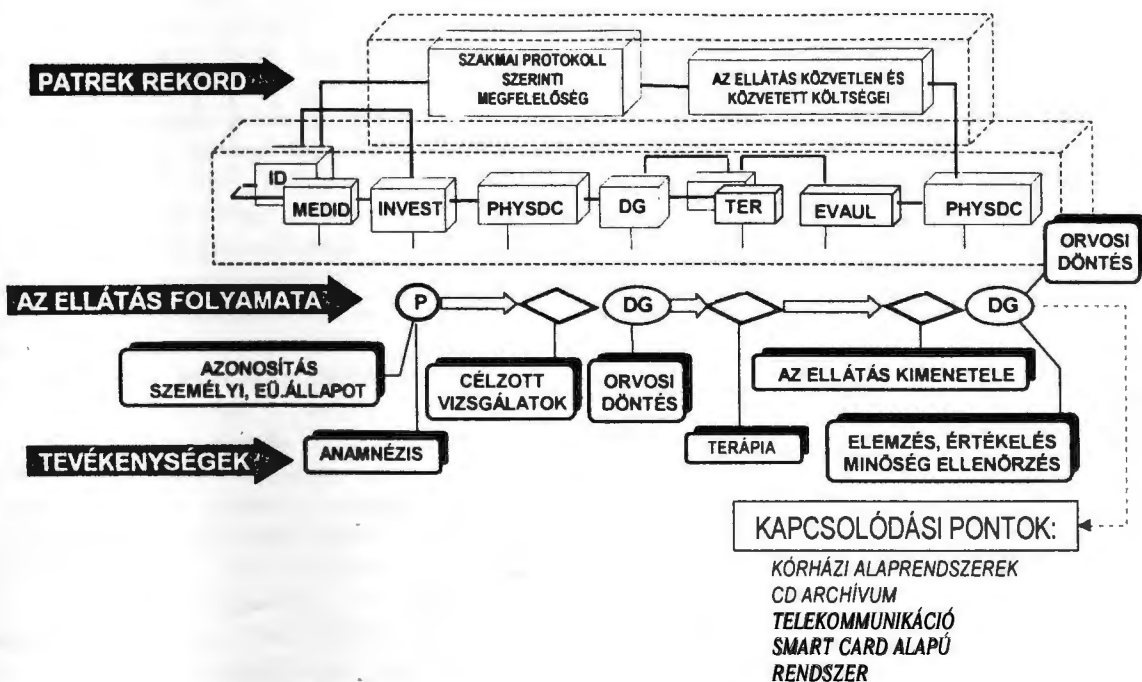 SZAKMAI PROTOKOLL
SZERINTI
MEGFELELŐSÉG
AZ ELLÁTÁS KÖZVETLEN ÉS
KÖZVETETT KÖLTSÉGEI
PATREK REKORD
ID
MEDID
INVEST
PHYSDC
DG
TER
EVAUL
PHYSDC
ORVOSI
DÖNTÉS
AZ ELLÁTÁS FOLYAMATA
P
DG
DG
AZONOSÍTÁS
SZEMÉLYI, EÜ.ÁLLAPOT
CÉLZOTT
VIZSGÁLATOK
ORVOSI
DÖNTÉS
AZ ELLÁTÁS KIMENETELE
TEVÉKENYSÉGEK
ANAMNÉZIS
TERÁPIA
ELEMZÉS, ÉRTÉKELÉS
MINŐSÉG ELLENŐRZÉS
KAPCSOLÓDÁSI PONTOK:
KÓRHÁZI ALAPRENDSZEREK
CD ARCHÍVUM
TELEKOMMUNIKÁCIÓ
SMART CARD ALAPÚ
RENDSZER